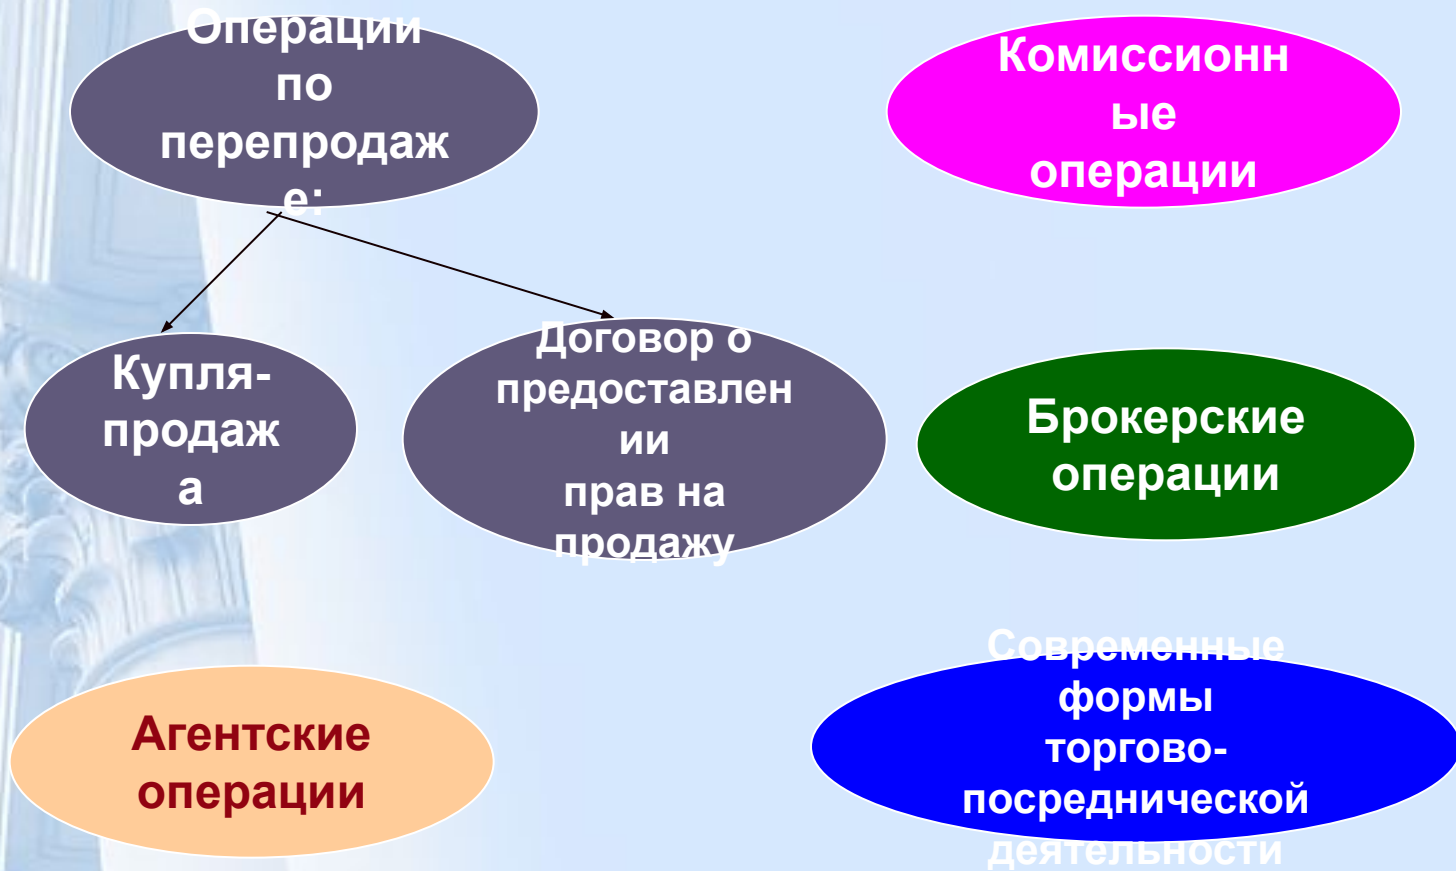 Операции
по
перепродаж
е:
Комиссионн
ые
операции
Купля-
продаж
а
Договор о
предоставлен
ии
прав на
продажу
Брокерские
операции
Агентские
операции
Современные
формы
торгово-
посреднической
деятельности